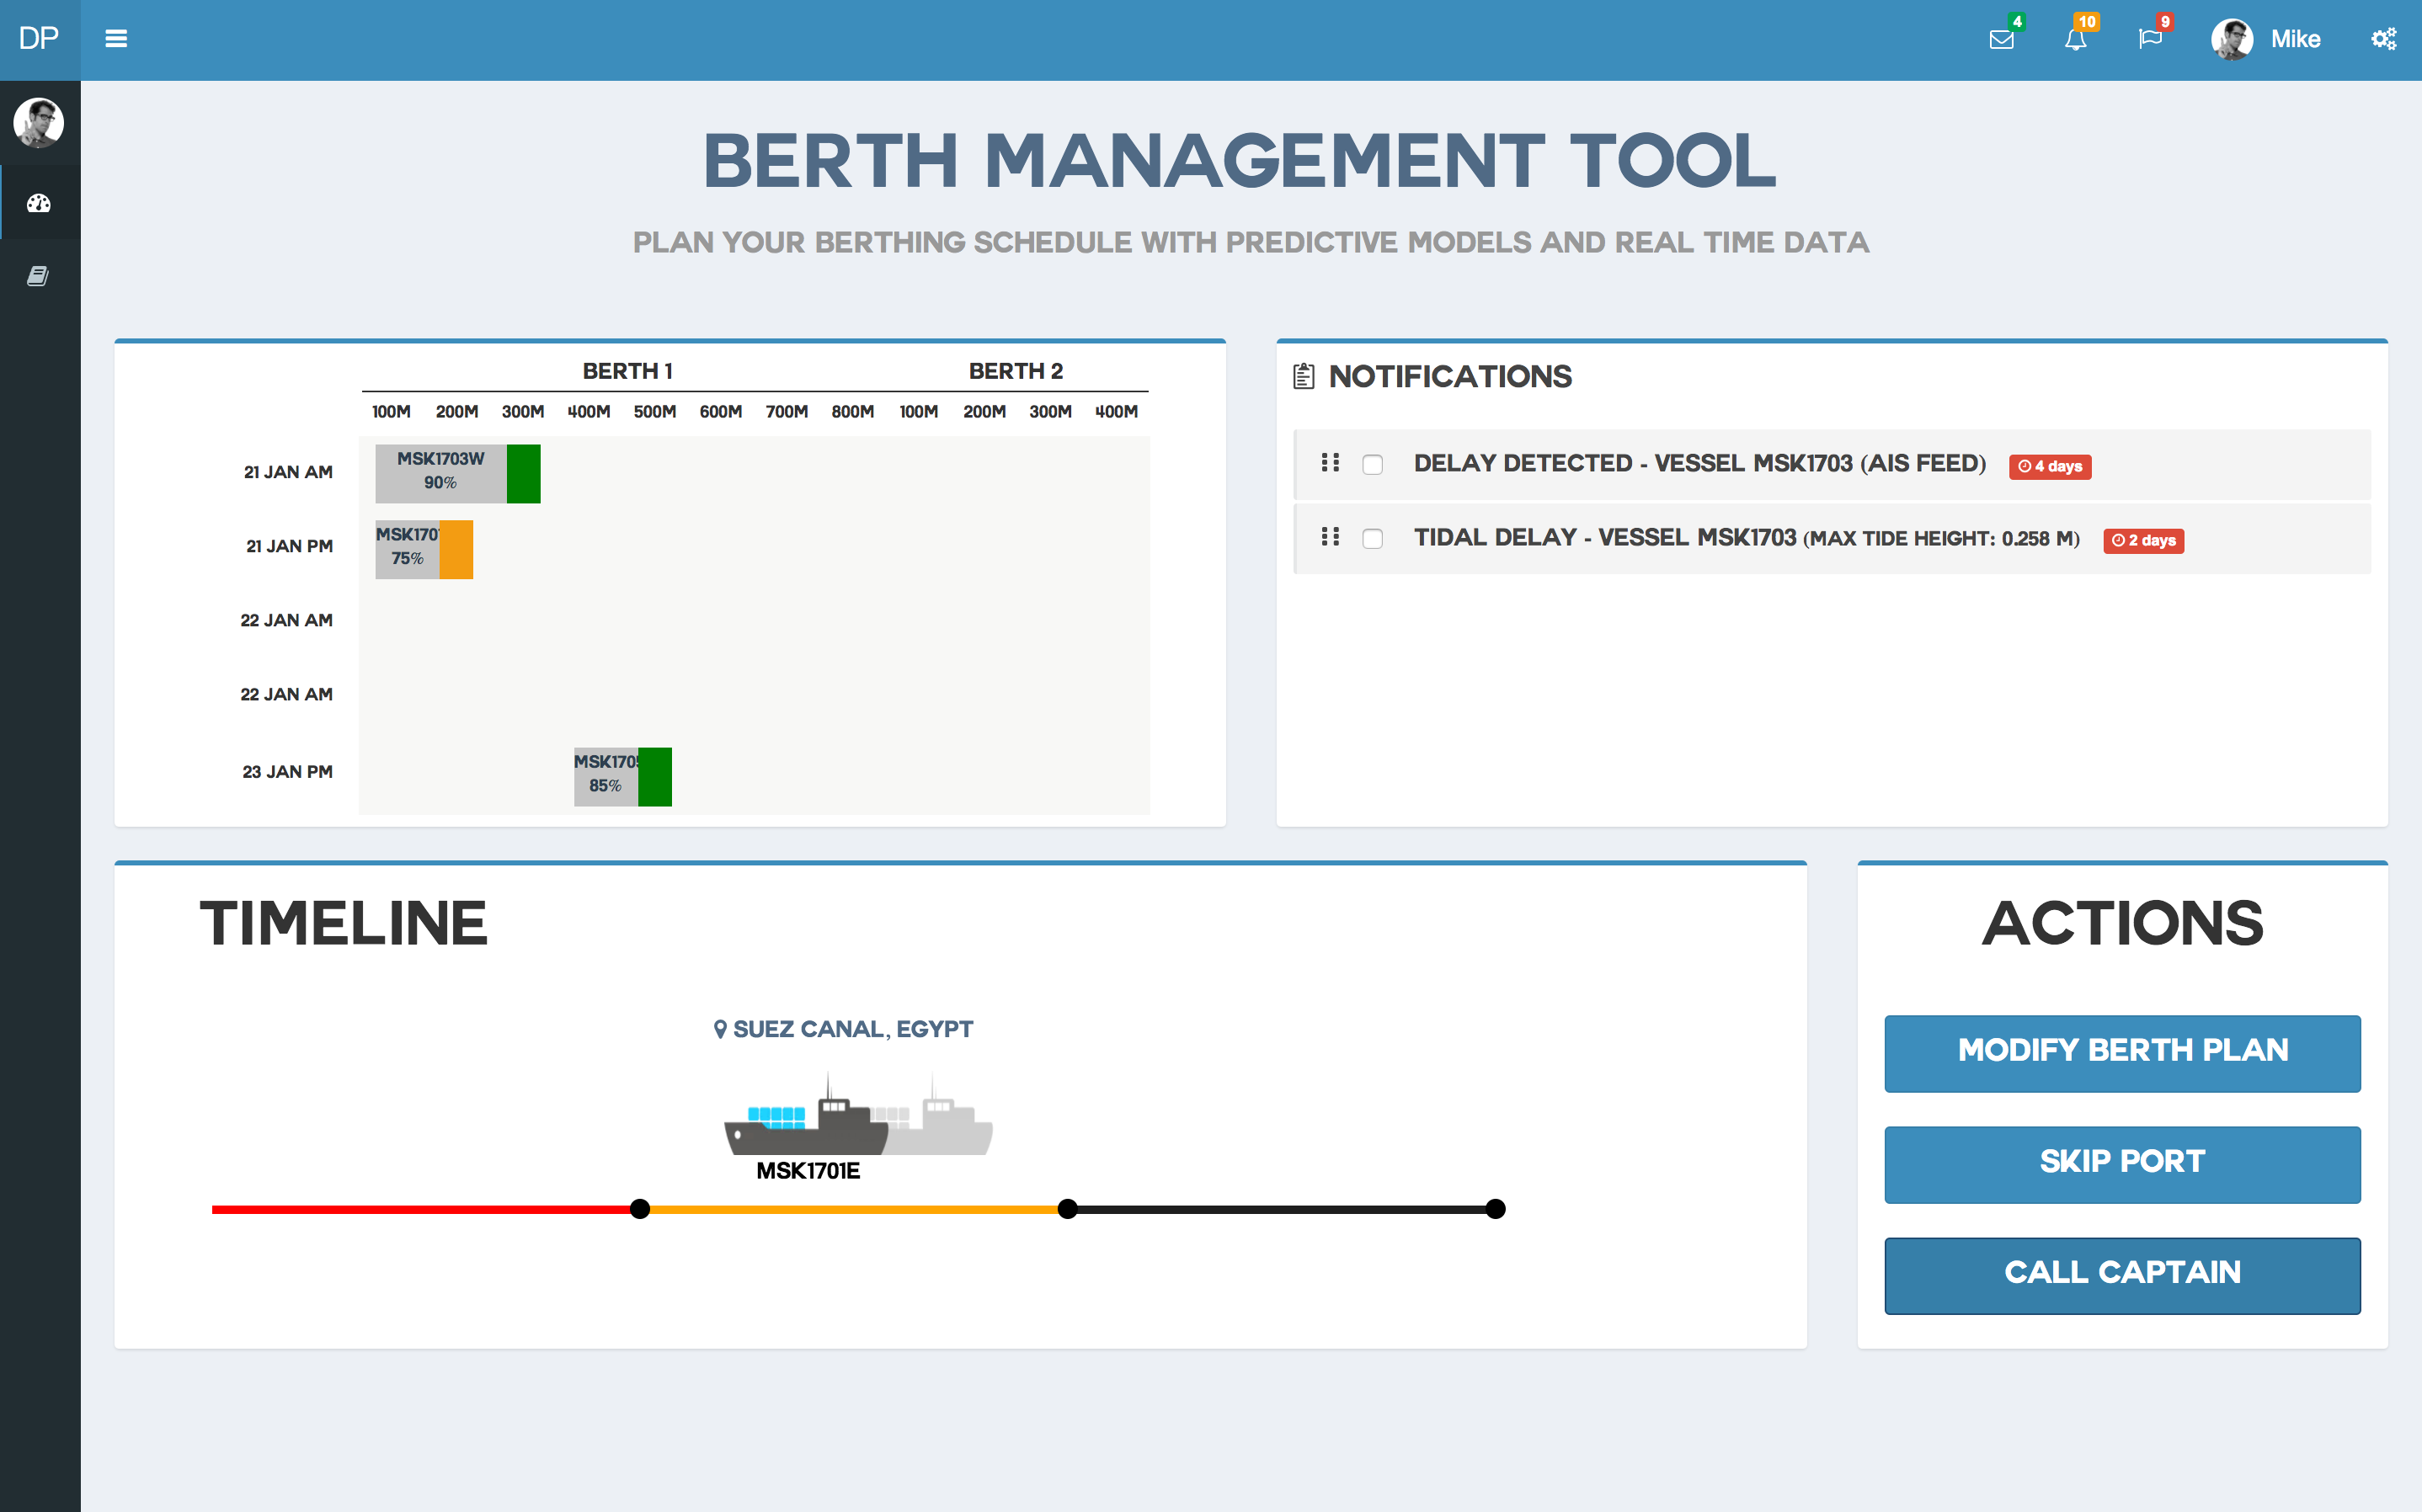 DP
4
10
9
Mike
BERTH MANAGEMENT TOOL
PLAN YOUR BERTHING SCHEDULE WITH PREDICTIVE MODELS AND REAL TIME DATA
BERTH 1 BERTH 2
100M 200M 300M 400M 500M 600M 700M 800M 100M 200M 300M 400M
21 JAN AM
MSK1703W
90%
21 JAN PM
MSK170
75%
22 JAN AM
22 JAN AM
23 JAN PM
MSK1705
85%
NOTIFICATIONS
DELAY DETECTED - VESSEL MSK1703 (AIS FEED) 4 days
TIDAL DELAY - VESSEL MSK1703 (MAX TIDE HEIGHT: 0.258 M) 2 days
TIMELINE
SUEZ CANAL, EGYPT
MSK1701E
ACTIONS
MODIFY BERTH PLAN
SKIP PORT
CALL CAPTAIN